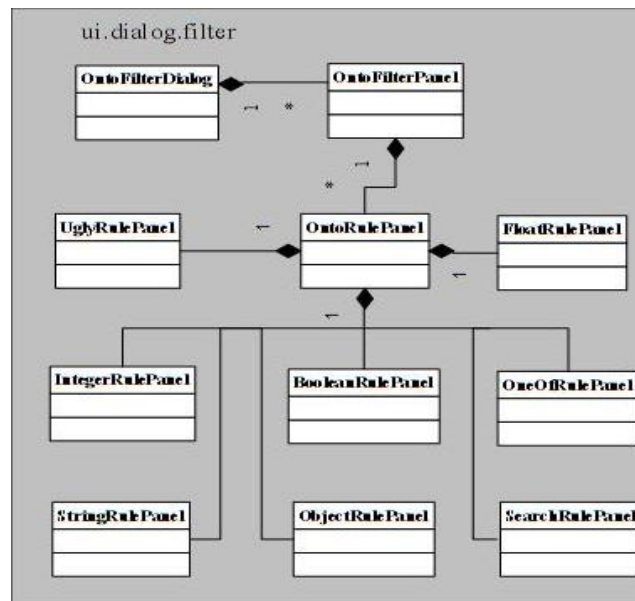 ui.dialog.filter
OntoFilterDialog
OntoFilterPanel
1
*
1
*
UglyRulePanel
1
OntoRulePanel
FloatRulePanel
1
1
IntegerRulePanel
BooleanRulePanel
OneOfRulePanel
StringRulePanel
ObjectRulePanel
SearchRulePanel